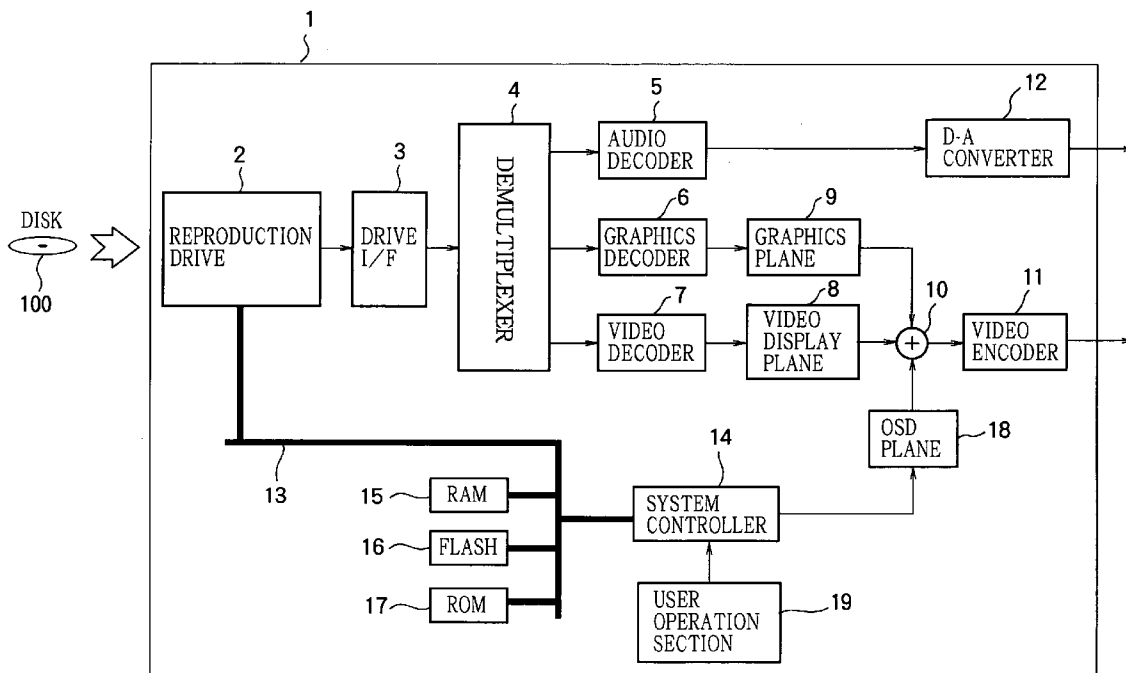 1
4
5
12
2
3
AUDIO
DECODER
D-A
CONVERTER
DISK
100
REPRODUCTION
DRIVE
DRIVE
I/F
DEMULTIPLEXER
6
9
GRAPHICS
DECODER
GRAPHICS
PLANE
7
8
10
11
VIDEO
DECODER
VIDEO
DISPLAY
PLANE
+
VIDEO
ENCODER
OSD
PLANE
18
13
14
15
RAM
SYSTEM
CONTROLLER
16
FLASH
17
ROM
USER
OPERATION
SECTION
19